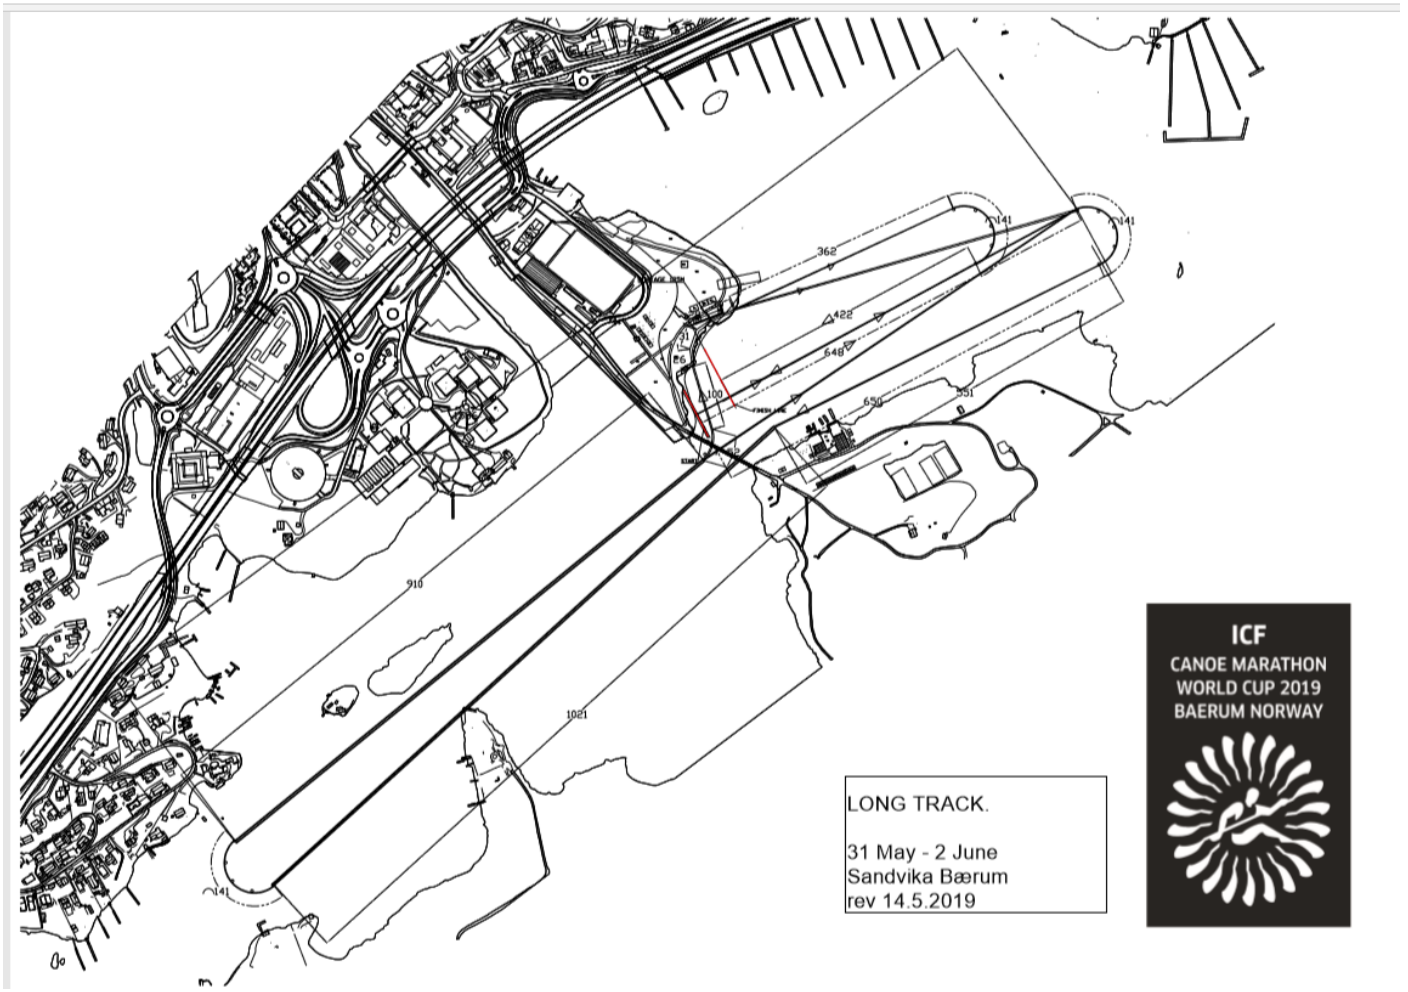 141
141
362
422
648
100
FINISH LINE
650
551
START
910
1021
141
ICF
CANOE MARATHON
WORLD CUP 2019
BAERUM NORWAY
LONG TRACK.
31 May - 2 June
Sandvika Bærum
rev 14.5.2019